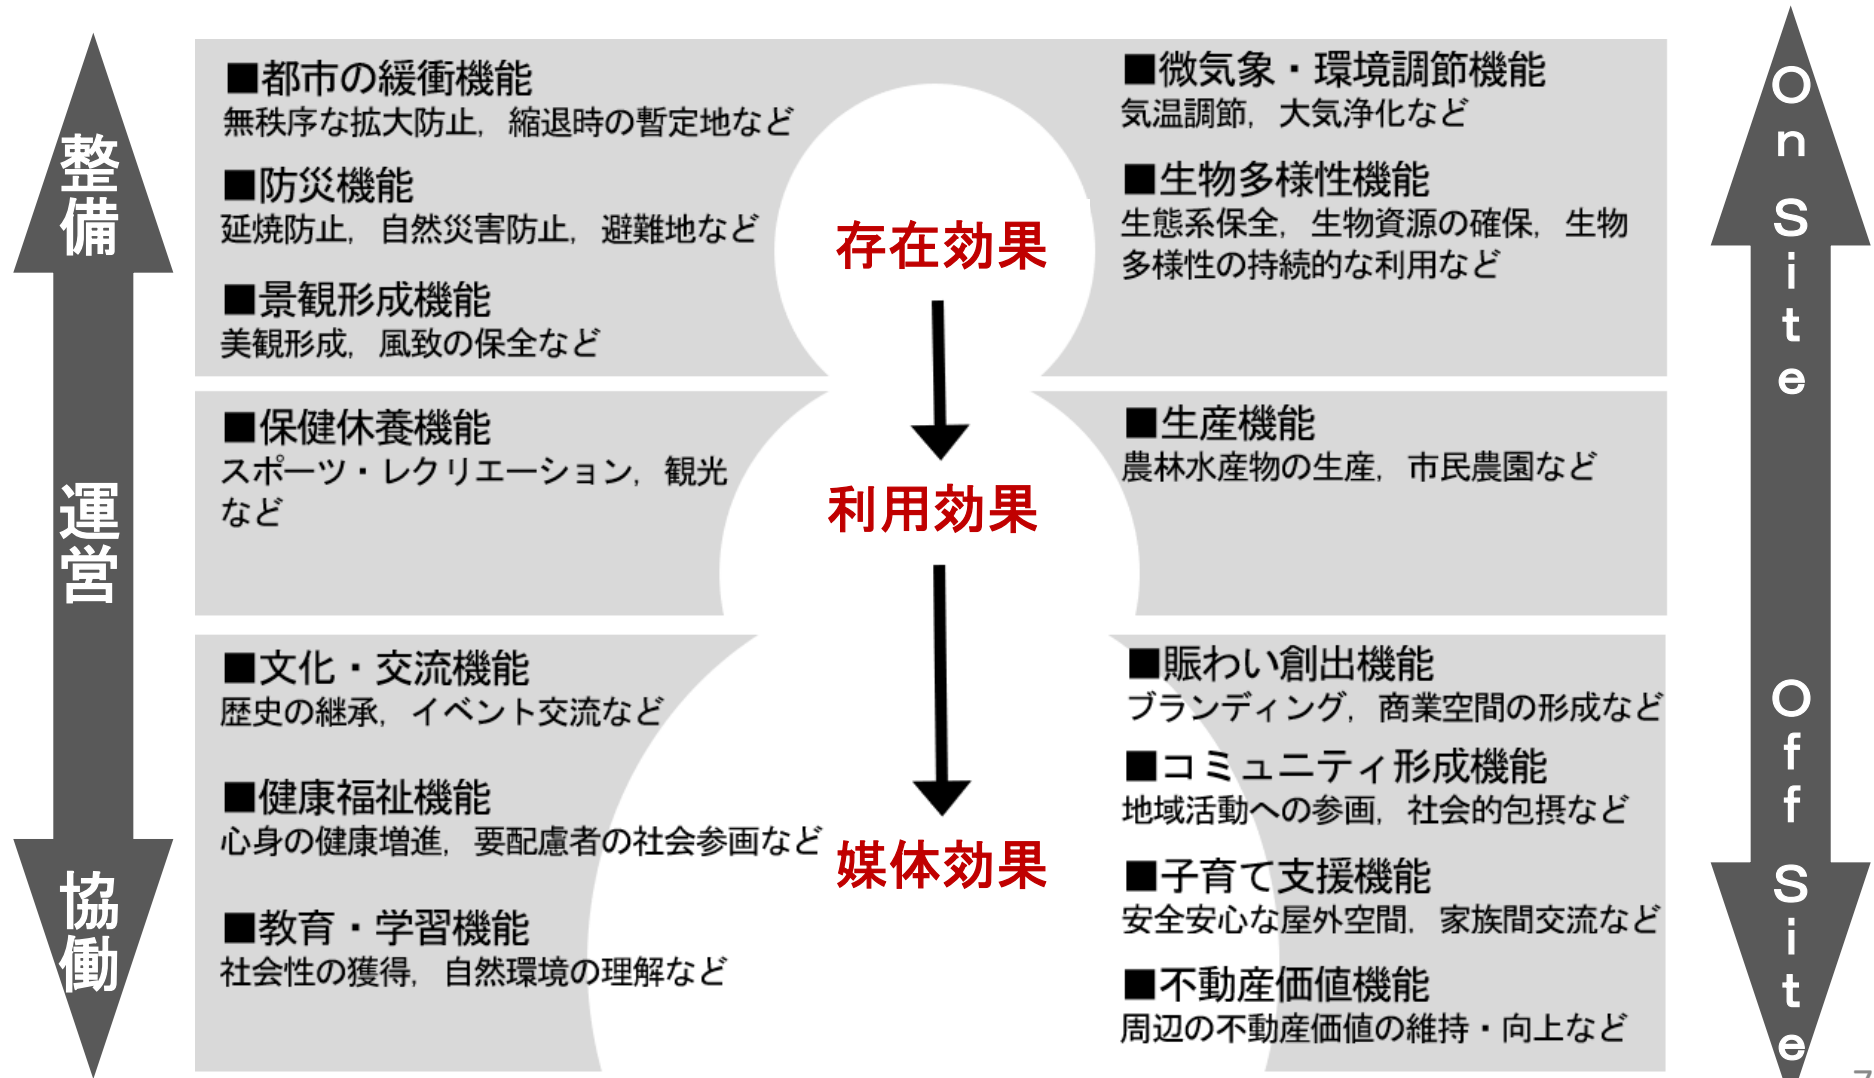 整備
運営
協働
■都市の緩衝機能
無秩序な拡大防止，縮退時の暫定地など
■防災機能
延焼防止，自然災害防止，避難地など
■景観形成機能
美観形成，風致の保全など
存在効果
■微気象・環境調節機能
気温調節，大気浄化など
■生物多様性機能
生態系保全，生物資源の確保，生物
多様性の持続的な利用など
■保健休養機能
スポーツ・レクリエーション，観光
など
利用効果
■生産機能
農林水産物の生産，市民農園など
■文化・交流機能
歴史の継承，イベント交流など
■健康福祉機能
心身の健康増進，要配慮者の社会参画など
■教育・学習機能
社会性の獲得，自然環境の理解など
媒体効果
■賑わい創出機能
ブランディング，商業空間の形成など
■コミュニティ形成機能
地域活動への参画，社会的包摂など
■子育て支援機能
安全安心な屋外空間，家族間交流など
■不動産価値機能
周辺の不動産価値の維持・向上など
On Site
Off Site